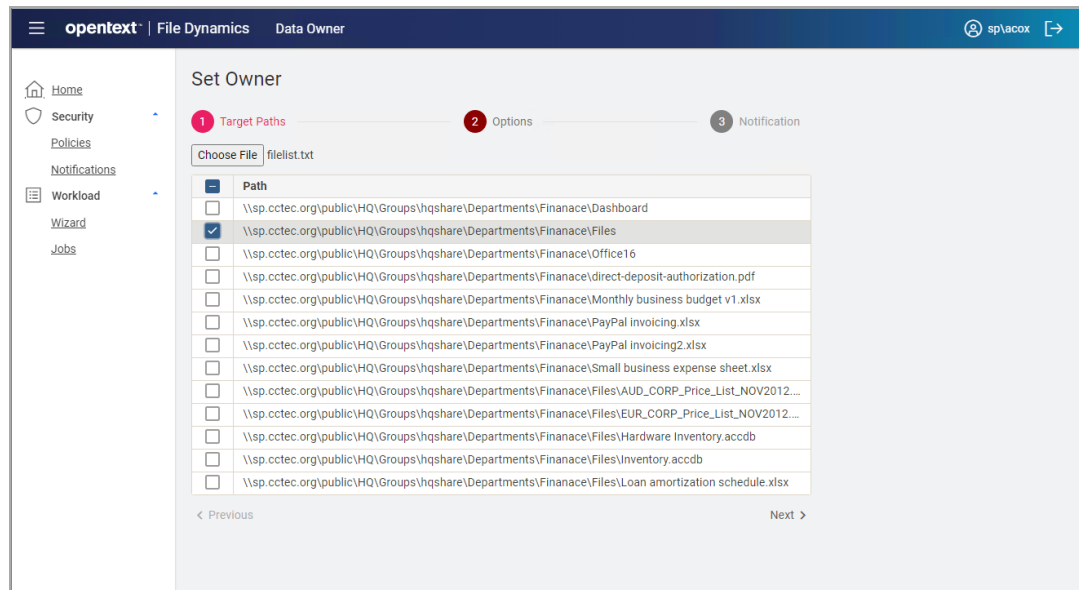 opentext™ | File Dynamics Data Owner sp\acox
Home
Security
Policies
Notifications
Workload
Wizard
Jobs
Set Owner
1 Target Paths 2 Options 3 Notification
Choose File filelist.txt
Path
\\sp.cctec.org\public\HQ\Groups\hqshare\Departments\Finanace\Dashboard
\\sp.cctec.org\public\HQ\Groups\hqshare\Departments\Finanace\Files
\\sp.cctec.org\public\HQ\Groups\hqshare\Departments\Finanace\Office16
\\sp.cctec.org\public\HQ\Groups\hqshare\Departments\Finanace\direct-deposit-authorization.pdf
\\sp.cctec.org\public\HQ\Groups\hqshare\Departments\Finanace\Monthly business budget v1.xlsx
\\sp.cctec.org\public\HQ\Groups\hqshare\Departments\Finanace\PayPal invoicing.xlsx
\\sp.cctec.org\public\HQ\Groups\hqshare\Departments\Finanace\PayPal invoicing2.xlsx
\\sp.cctec.org\public\HQ\Groups\hqshare\Departments\Finanace\Small business expense sheet.xlsx
\\sp.cctec.org\public\HQ\Groups\hqshare\Departments\Finanace\Files\AUD_CORP_Price_List_NOV2012....
\\sp.cctec.org\public\HQ\Groups\hqshare\Departments\Finanace\Files\EUR_CORP_Price_List_NOV2012....
\\sp.cctec.org\public\HQ\Groups\hqshare\Departments\Finanace\Files\Hardware Inventory.accdb
\\sp.cctec.org\public\HQ\Groups\hqshare\Departments\Finanace\Files\Inventory.accdb
\\sp.cctec.org\public\HQ\Groups\hqshare\Departments\Finanace\Files\Loan amortization schedule.xlsx
< Previous Next >